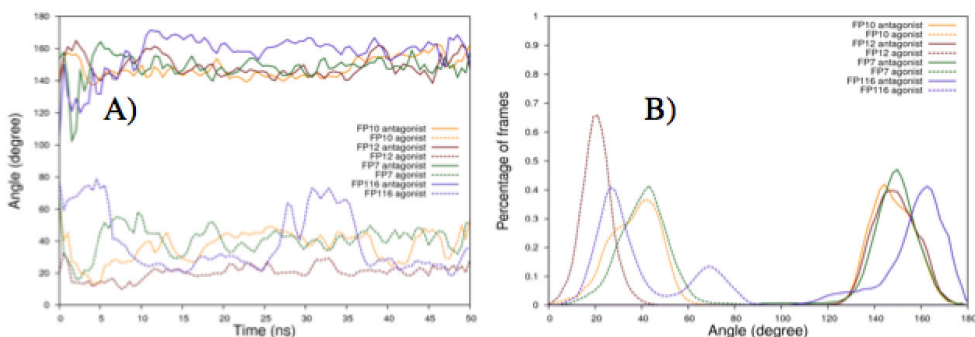 180
160
140
120
100
80
60
40
20
0
Angle (degree)
A)
FP10 antagonist
FP10 agonist
FP12 antagonist
FP12 agonist
FP7 antagonist
FP7 agonist
FP116 antagonist
FP116 agonist
0 5 10 15 20 25 30 35 40 45 50
Time (ns)
1
0.9
0.8
0.7
0.6
0.5
0.4
0.3
0.2
0.1
0
Percentage of frames
B)
FP10 antagonist
FP10 agonist
FP12 antagonist
FP12 agonist
FP7 antagonist
FP7 agonist
FP116 antagonist
FP116 agonist
0 20 40 60 80 100 120 140 160 180
Angle (degree)